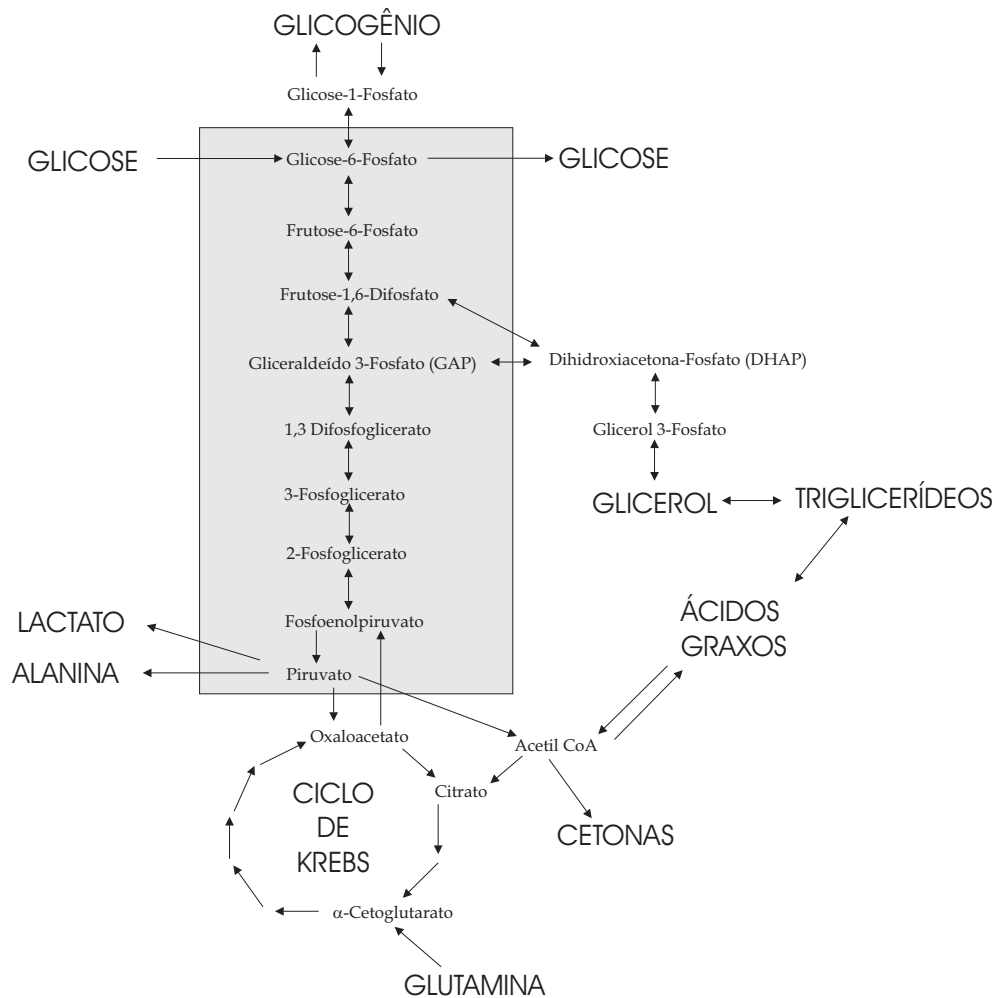 GLICOGÊNIO
Glicose-1-Fosfato
GLICOSE
Glicose-6-Fosfato
GLICOSE
Frutose-6-Fosfato
Frutose-1,6-Difosfato
Gliceraldeído 3-Fosfato (GAP)
Dihidroxiacetona-Fosfato (DHAP)
1,3 Difosfoglicerato
Glicerol 3-Fosfato
3-Fosfoglicerato
GLICEROL
TRIGLICERÍDEOS
2-Fosfoglicerato
Fosfoenolpiruvato
LACTATO
ÁCIDOS
GRAXOS
ALANINA
Piruvato
Oxaloacetato
Acetil CoA
Citrato
CICLO
DE
KREBS
CETONAS
α-Cetoglutarato
GLUTAMINA